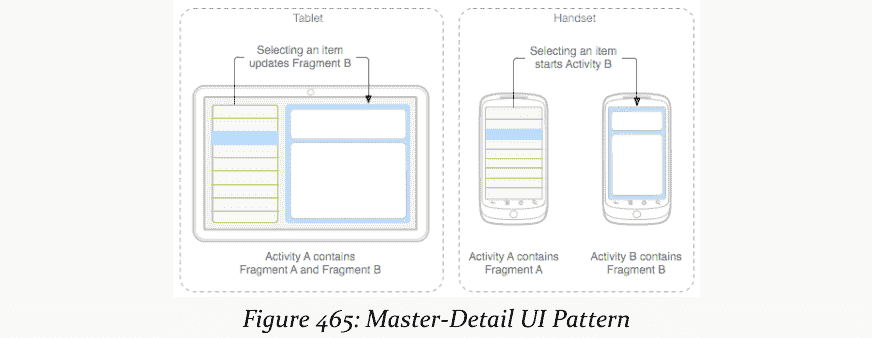 Tablet
Selecting an item
updates Fragment B
Activity A contains
Fragment A and Fragment B
Handset
Selecting an item
starts Activity B
Activity A contains
Fragment A
Activity B contains
Fragment B
Figure 465: Master-Detail UI Pattern